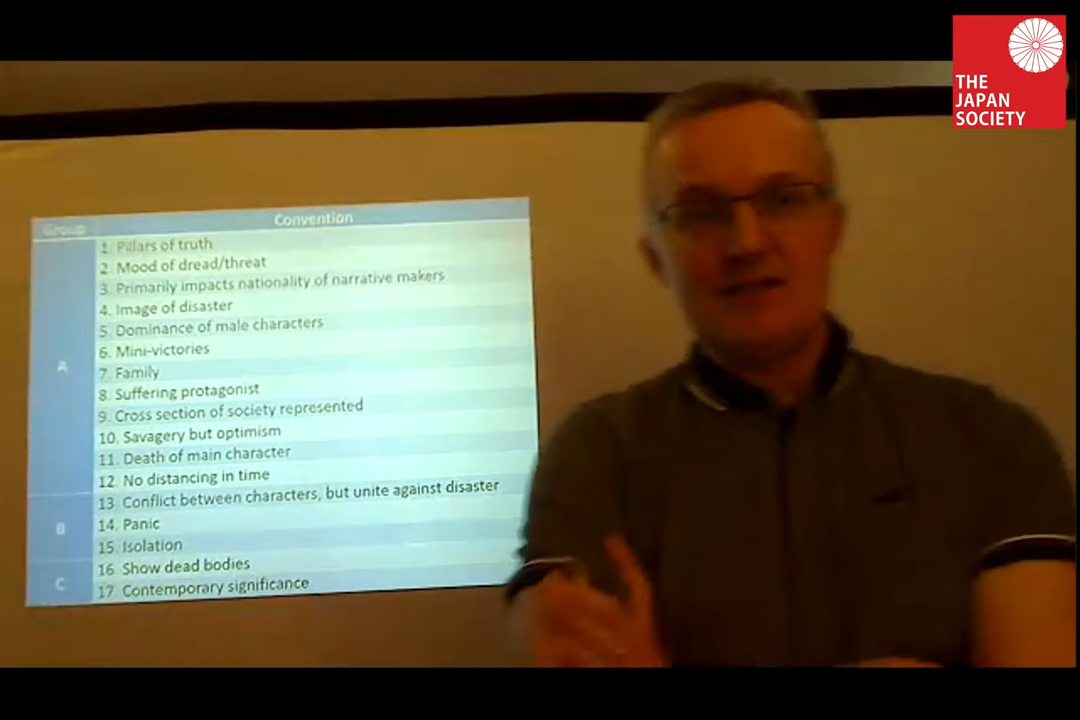 THE
JAPAN
SOCIETY
Group Convention
A
1. Pillars of truth
2. Mood of dread/threat
3. Primarily impacts nationality of narrative makers
4. Image of disaster
5. Dominance of male characters
6. Mini-victories
7. Family
8. Suffering protagonist
9. Cross section of society represented
10. Savagery but optimism
11. Death of main character
12. No distancing in time
B
13. Conflict between characters, but unite against disaster
14. Panic
15. Isolation
C
16. Show dead bodies
17. Contemporary significance